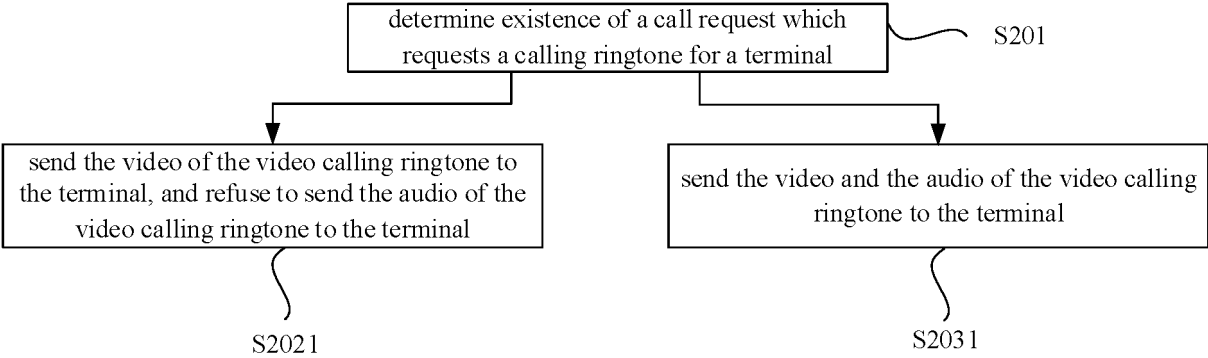 determine existence of a call request which
requests a calling ringtone for a terminal
S201
send the video of the video calling ringtone to
the terminal, and refuse to send the audio of the
video calling ringtone to the terminal
send the video and the audio of the video calling
ringtone to the terminal
S2021
S2031